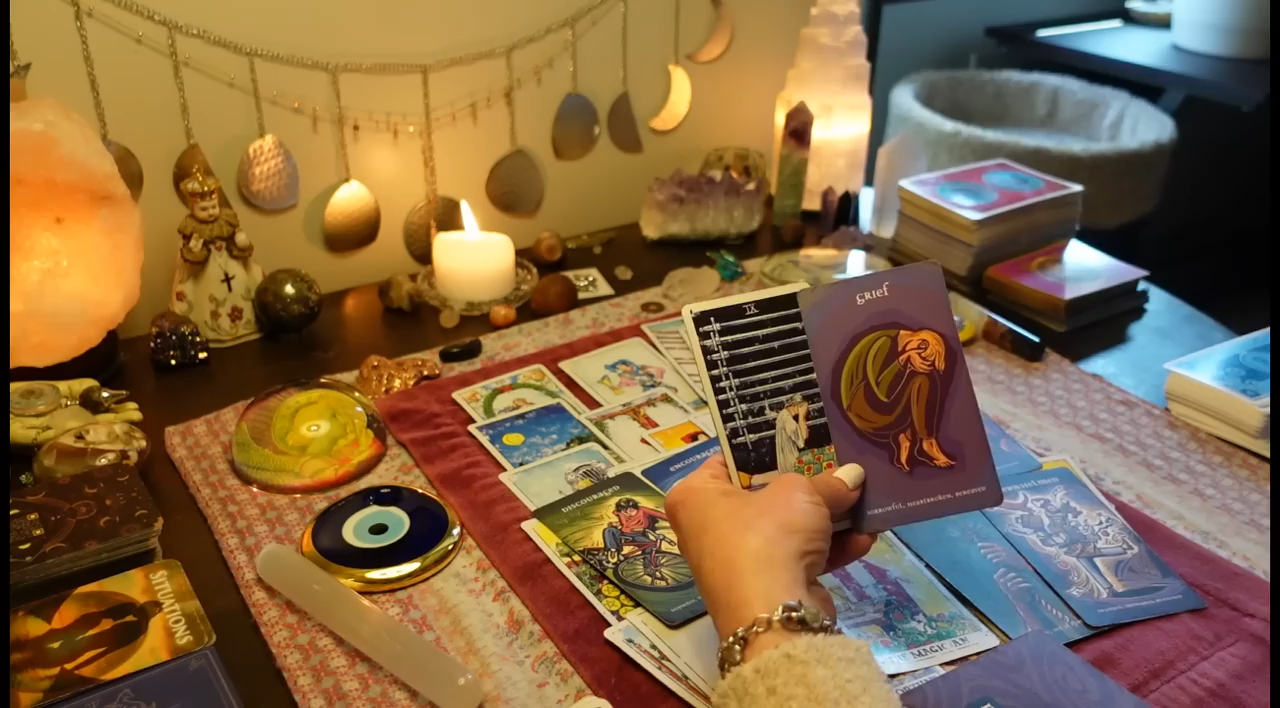 IX
Grief
SORROWFUL, HEARTBROKEN, BEREAVED
ENCOURAGED
DISCOURAGED
SITUATIONS
THE MAGICIAN